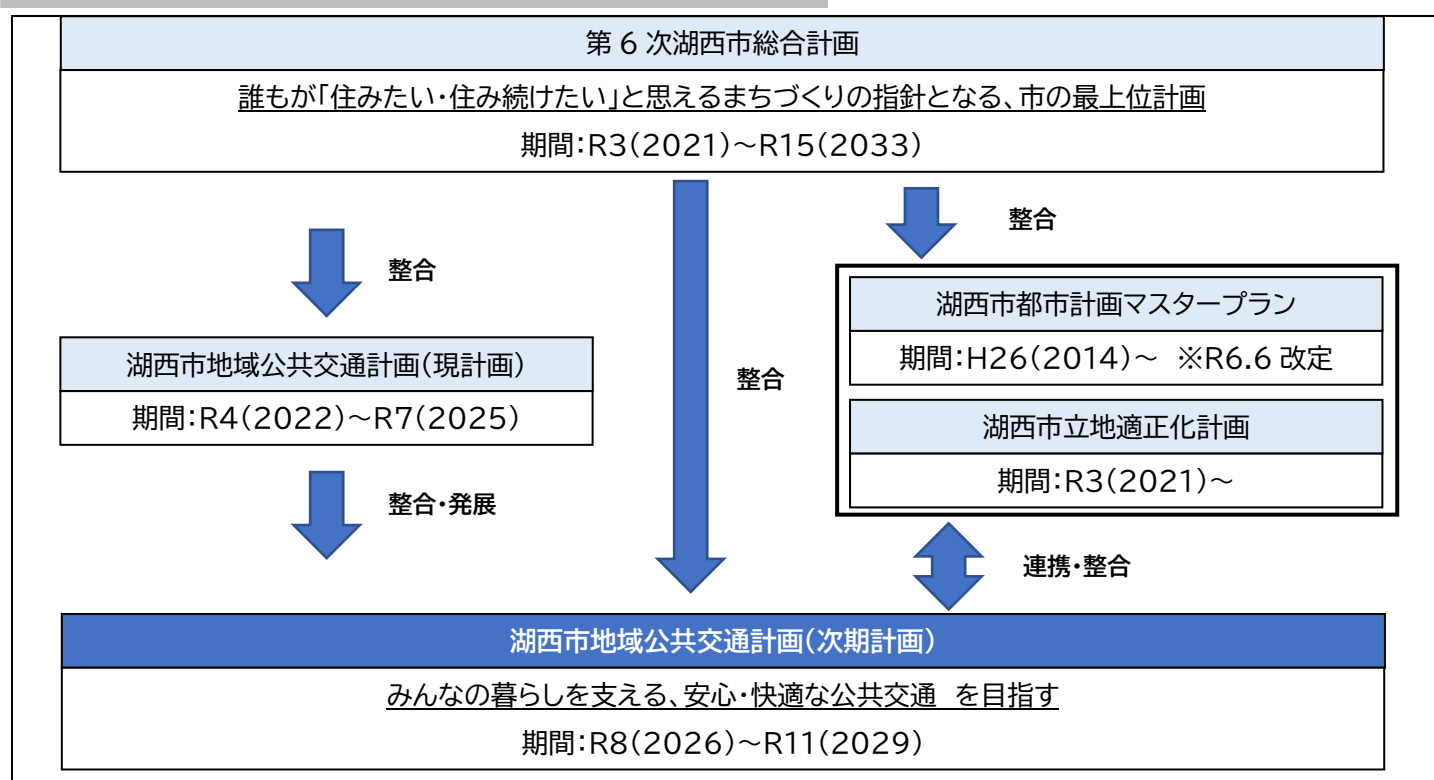 第6次湖西市総合計画
誰もが「住みたい・住み続けたい」と思えるまちづくりの指針となる、市の最上位計画
期間:R3(2021)～R15(2033)
整合
整合
整合
湖西市地域公共交通計画(現計画)
期間:R4(2022)～R7(2025)
整合・発展
湖西市都市計画マスタープラン
期間:H26(2014)～ ※R6.6 改定
湖西市立地適正化計画
期間:R3(2021)～
連携・整合
湖西市地域公共交通計画(次期計画)
みんなの暮らしを支える、安心・快適な公共交通 を目指す
期間:R8(2026)～R11(2029)